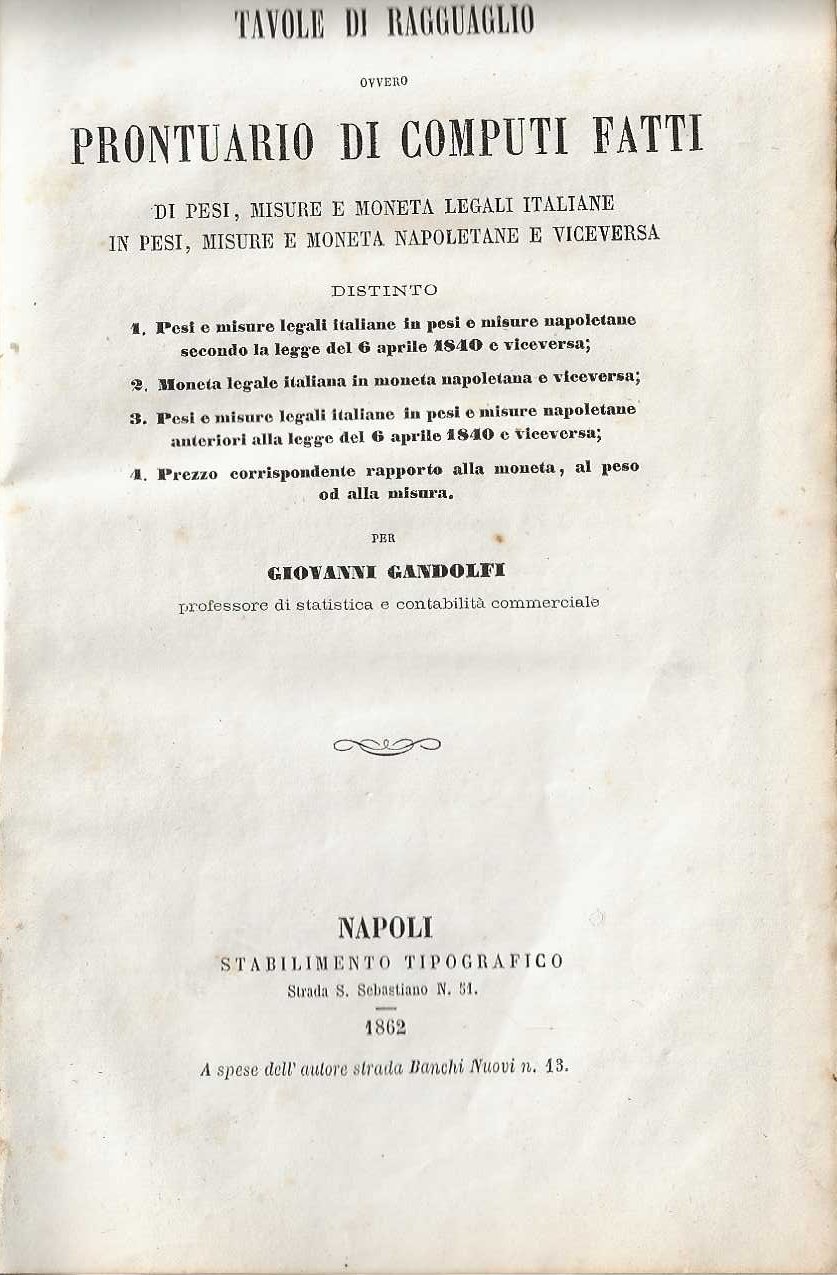 TAVOLE DI RAGGUAGLIO
OVVERO
PRONTUARIO DI COMPUTI FATTI
DI PESI, MISURE E MONETA LEGALI ITALIANE
IN PESI, MISURE E MONETA NAPOLETANE E VICEVERSA
DISTINTO
1. Pesi e misure legali italiane in pesi e misure napoletane
secondo la legge del 6 aprile 1840 e viceversa;
2. Moneta legale italiana in moneta napoletana e viceversa;
3. Pesi e misure legali italiane in pesi e misure napoletane
anteriori alla legge del 6 aprile 1840 e viceversa;
4. Prezzo corrispondente rapporto alla moneta, al peso
od alla misura.
PER
GIOVANNI GANDOLFI
professore di statistica e contabilità commerciale
NAPOLI
STABILIMENTO TIPOGRAFICO
Strada S. Sebastiano N. 51.
1862
A spese dell' autore strada Banchi Nuovi n. 13.